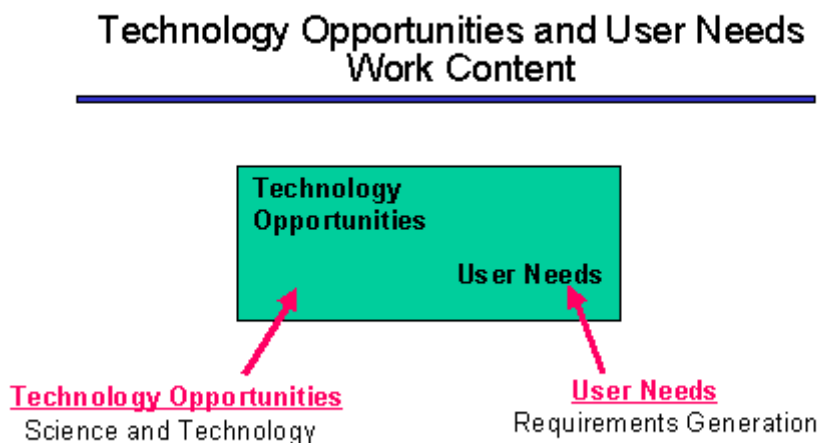 Technology Opportunities and User Needs
Work Content
Technology
Opportunities
User Needs
Technology Opportunities
Science and Technology
User Needs
Requirements Generation